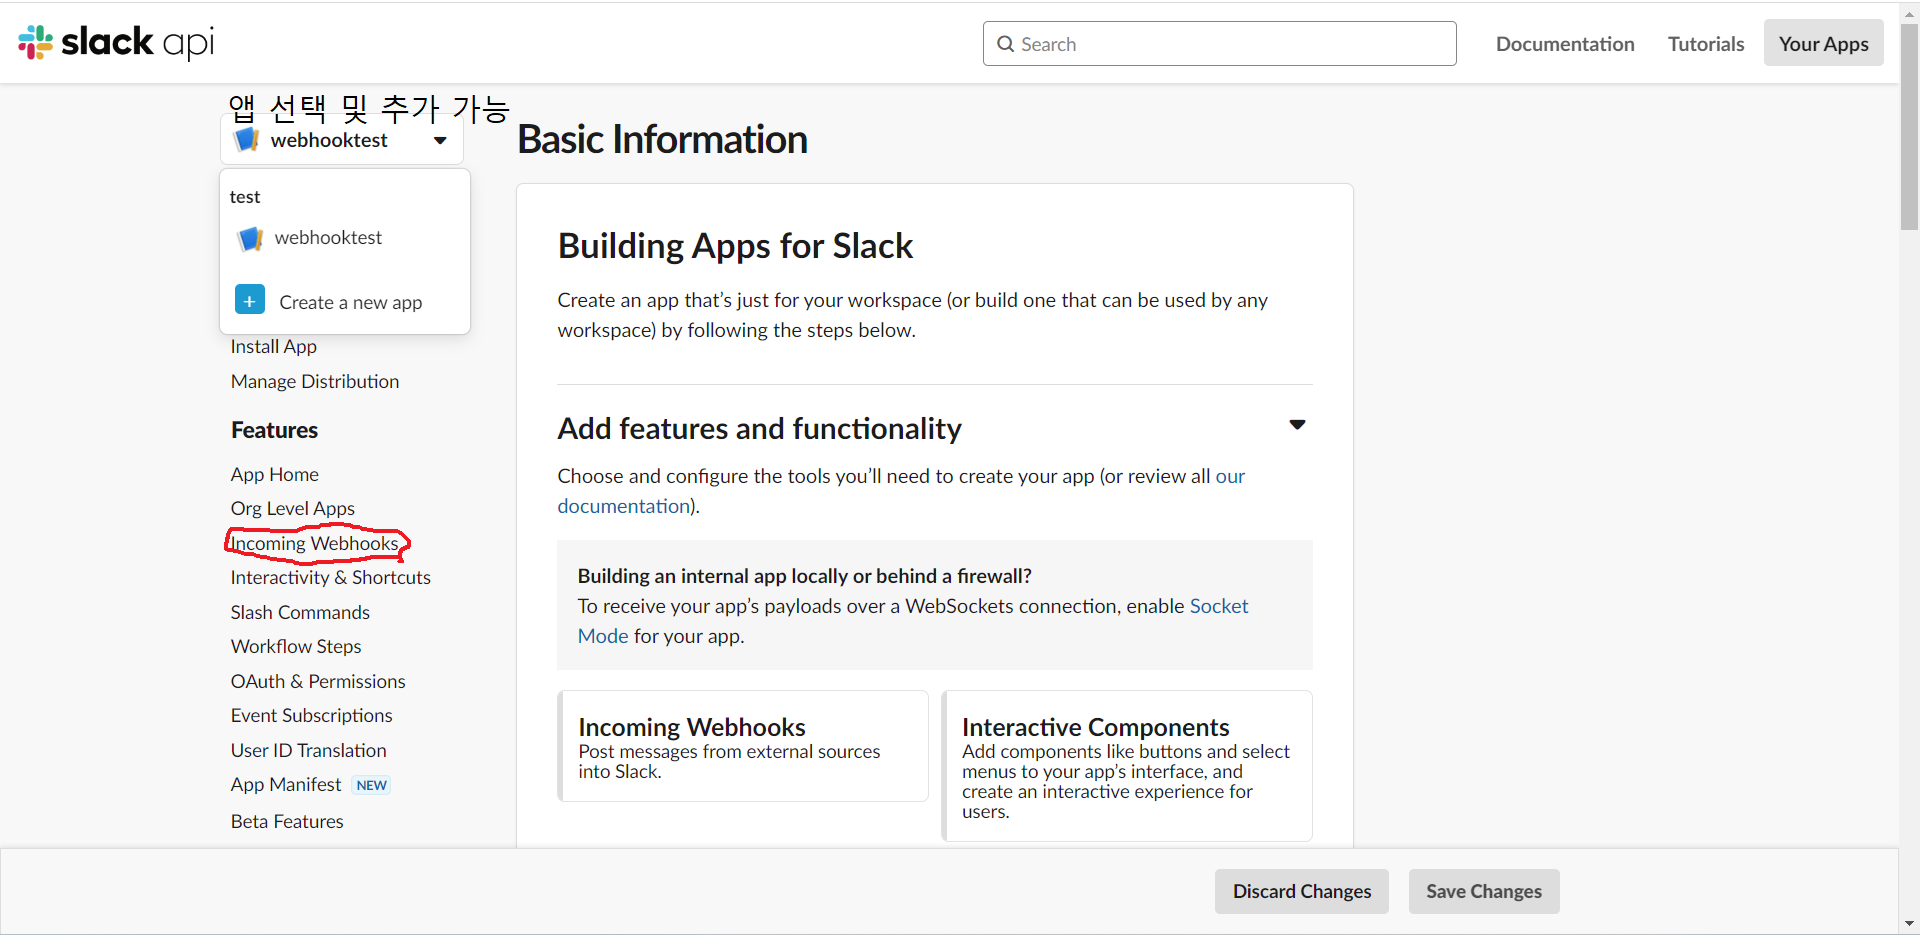 slack api
Search
Documentation
Tutorials
Your Apps
앱 선택 및 추가 가능
webhooktest
test
webhooktest
+ Create a new app
Install App
Manage Distribution
Features
App Home
Org Level Apps
Incoming Webhooks
Interactivity & Shortcuts
Slash Commands
Workflow Steps
OAuth & Permissions
Event Subscriptions
User ID Translation
App Manifest NEW
Beta Features
Basic Information
Building Apps for Slack
Create an app that’s just for your workspace (or build one that can be used by any
workspace) by following the steps below.
Add features and functionality
Choose and configure the tools you’ll need to create your app (or review all our
documentation).
Building an internal app locally or behind a firewall?
To receive your app’s payloads over a WebSockets connection, enable Socket
Mode for your app.
Incoming Webhooks
Post messages from external sources
into Slack.
Interactive Components
Add components like buttons and select
menus to your app’s interface, and
create an interactive experience for
users.
Discard Changes
Save Changes